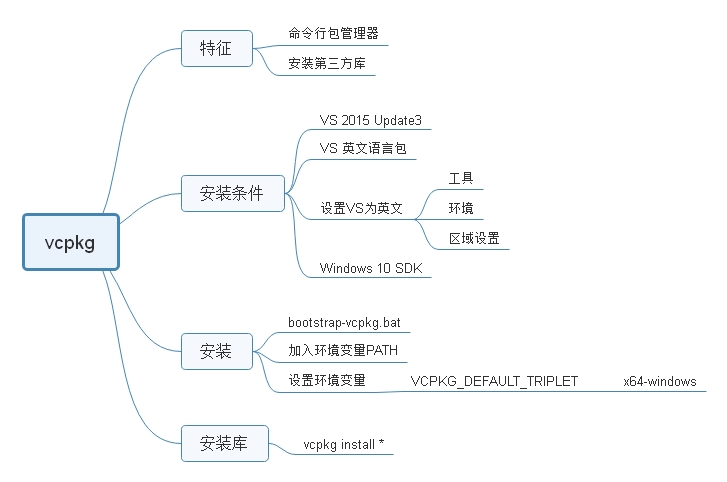 vcpkg
特征
命令行包管理器
安装第三方库
安装条件
VS 2015 Update3
VS 英文语言包
设置VS为英文
工具
环境
区域设置
Windows 10 SDK
安装
bootstrap-vcpkg.bat
加入环境变量PATH
设置环境变量
VCPKG_DEFAULT_TRIPLET
x64-windows
安装库
vcpkg install *